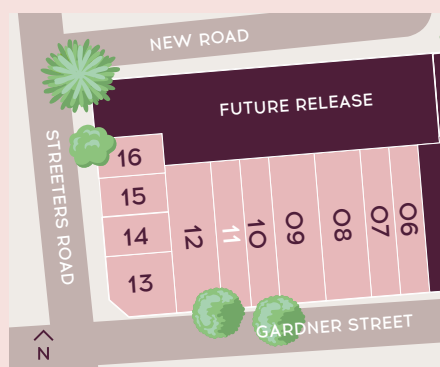 NEW ROAD
FUTURE RELEASE
STREETERS ROAD
16
15
14
13
12
11
10
09
08
07
06
GARDNER STREET
N